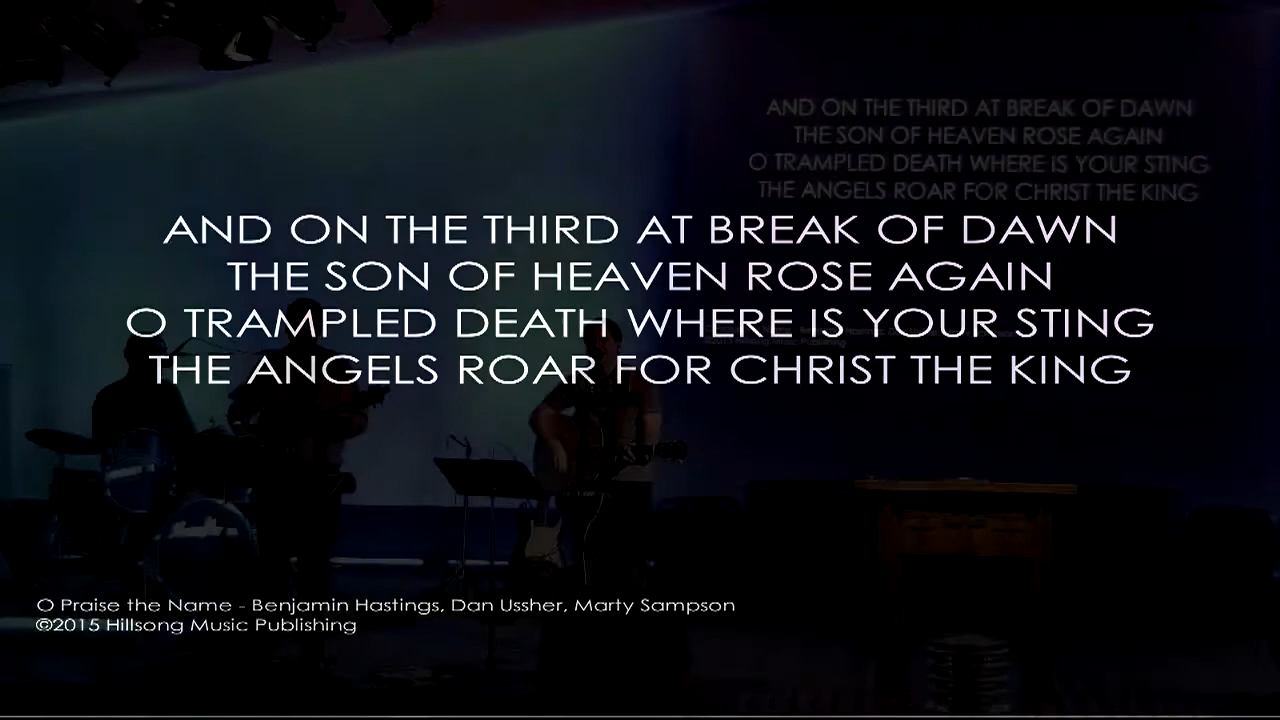 AND ON THE THIRD AT BREAK OF DAWN
THE SON OF HEAVEN ROSE AGAIN
O TRAMPLED DEATH WHERE IS YOUR STING
THE ANGELS ROAR FOR CHRIST THE KING
AND ON THE THIRD AT BREAK OF DAWN
THE SON OF HEAVEN ROSE AGAIN
O TRAMPLED DEATH WHERE IS YOUR STING
THE ANGELS ROAR FOR CHRIST THE KING
O Praise the Name - Benjamin Hastings, Dan Ussher, Marty Sampson
©2015 Hillsong Music Publishing